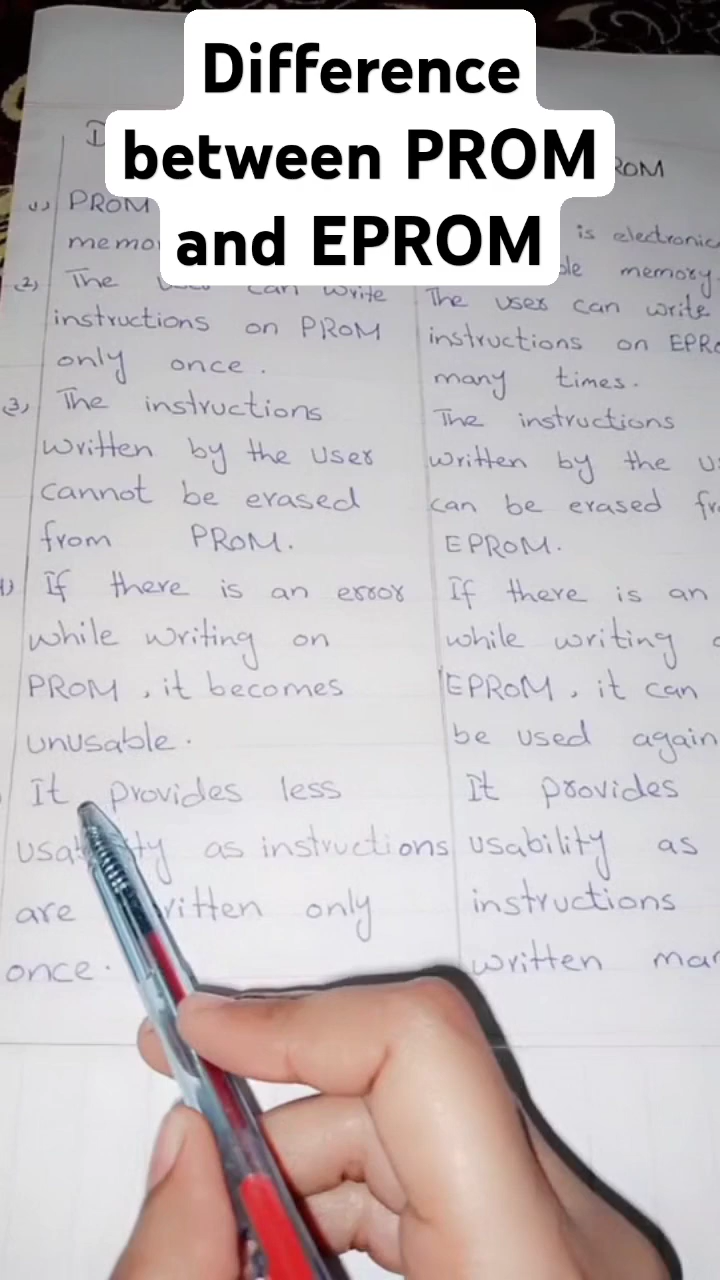 Difference
between PROM
and EPROM
1) PROM
is electronic
memory
2) The can write
instructions on PROM
only once.
The user can write
instructions on
many times.
3) The instructions
written by the user
cannot be erased
from PROM.
The instructions
written by the
can be erased
EPROM.
If there is an error
while writing on
PROM, it becomes
unusable.
If there is an
while writing
EPROM, it can
be used again
It provides less
as instructions
are written only
once.
It provides
usability as
instructions
written